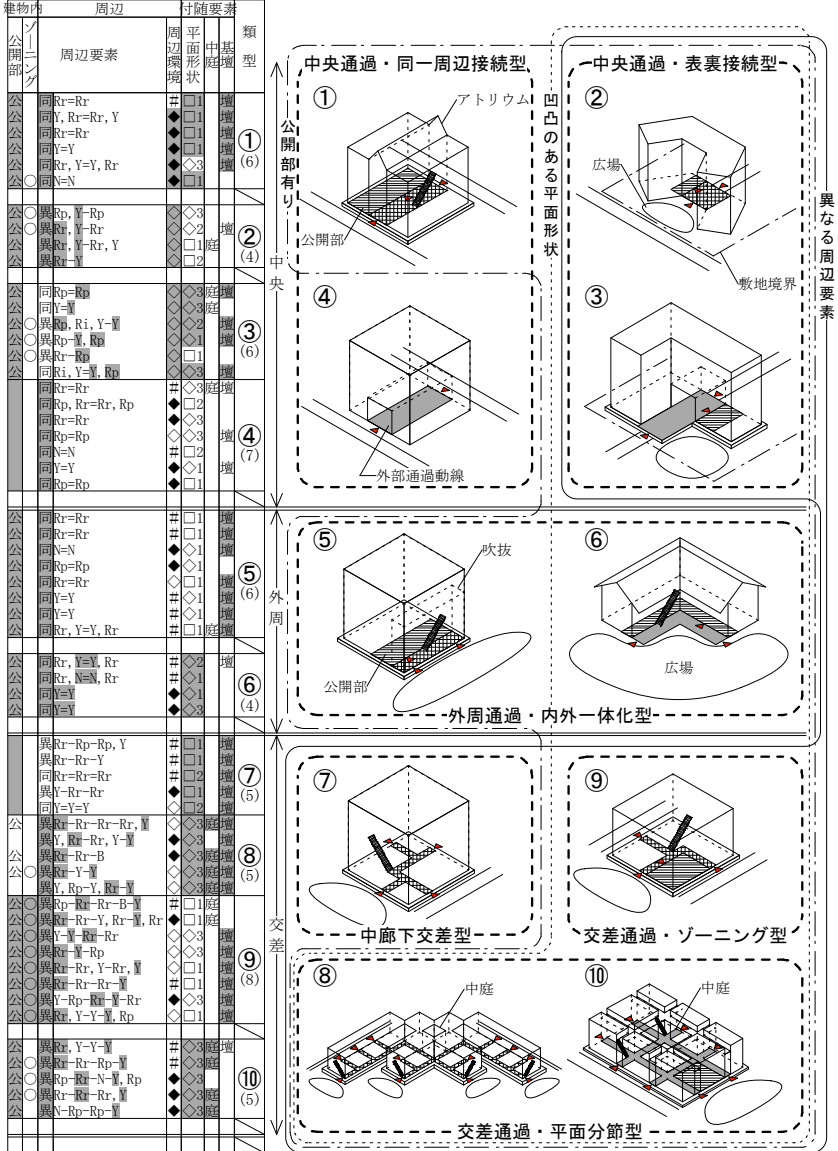 建物内 周辺 付随要素 類型
公開部 ゾーニング 周辺要素 周辺環境 平面形状 中庭 基壇
公 同Rr=Rr #□1 壇
公 同Y,Rr=Rr,Y ◆□1 壇
公 同Rr=Rr ◆□1 壇
公 同Y=Y ◆□1 壇
公 同Rr,Y=Y,Rr ◆◇3 壇
公○同N=N ◆□1
①
(6)
公○異Rp,Y-Rp ◇◇3
公○異Rr,Y-Rr ◇◇2 壇
公 異Rr,Y-Rr,Y ◇□1庭
公 異Rr-Y ◇□2
②
(4)
公 同Rp=Rp ◇◇3庭壇
公 同Y=Y ◇◇3庭
公○異Rp,Ri,Y-Y ◇◇2 壇
公○異Rp-Y,Rp ◇◇1 壇
公○異Rr-Rp ◇□1
公 同Ri,Y=Y,Rp ◇◇3 壇
③
(6)
同Rr=Rr #◇3庭壇
同Rp,Rr=Rr,Rp ◆□2
同Rr=Rr ◆◇3
同Rp=Rp ◇◇3 壇
同N=N #□2
同Y=Y ◆◇1 壇
同Rp=Rp ◆□1
④
(7)
公 同Rr=Rr #□1 壇
公 同Rr=Rr #□1 壇
公 同N=N ◆◇1 壇
公 同Rp=Rp ◆◇1
公 同Rr=Rr ◇□1 壇
公 同Y=Y #◇1 壇
公 同Y=Y #◇1 壇
公 同Rr,Y=Y,Rr #□1庭壇
⑤
(6)
公 同Rr,Y=Y,Rr #◇2 壇
公 同Rr,N=N,Rr #◇1
公 同Y=Y ◆◇1
公 同Y=Y ◆◇3
⑥
(4)
異Rr-Rp-Rp,Y #□1 壇
異Rr-Rr-Y #□1 壇
同Rr=Rr=Rr #□2 壇
異Y-Rr-Rr ◆□1 壇
同Y=Y=Y ◇□2 壇
⑦
(5)
公 異Rr-Rr-Rr-Rr,Y ◇◇3庭壇
異Y,Rr-Rr,Y-Y ◆◇3 壇
公 異Rr-Rr-B ◆◇3庭壇
公○異Rr-Y-Y ◇◇3庭壇
異Y,Rp-Y,Rr-Y ◇◇3庭壇
⑧
(5)
公○異Rp-Rr-Rr-B-Y #□1庭
公○異Rr-Rr-Y,Rr-Y,Rr ◆□1庭
公○異Y-Y-Rr-Rr ◇◇3 壇
公○異Rr-Y-Rp ◇◇3 壇
公○異Rr-Rr,Y-Rr,Y ◇□1 壇
公○異Rr-Rr-Rr-Y #□1 壇
公○異Y-Rp-Rr-Y-Rr ◆◇3 壇
公○異Rr,Y-Y-Y,Rp ◇□1 壇
⑨
(8)
公 異Rr,Y-Y-Y #◇3庭壇
公○異Rr-Rr-Rp-Y #◇3庭
公○異Rp-Rr-N-Y,Rp ◆◇3
公○異Rr-Rr-Rr,Y ◆◇3庭
公 異N-Rp-Rp-Y ◆◇3庭
⑩
(5)
中央
外周
交差
公開部有り
凹凸のある平面形状
異なる周辺要素
中央通過・同一周辺接続型
①
アトリウム
公開部
中央通過・表裏接続型
②
広場
敷地境界
④
外部通過動線
③
⑤
吹抜
公開部
⑥
広場
外周通過・内外一体化型
⑦
中廊下交差型
⑨
交差通過・ゾーニング型
⑧
中庭
⑩
中庭
交差通過・平面分節型